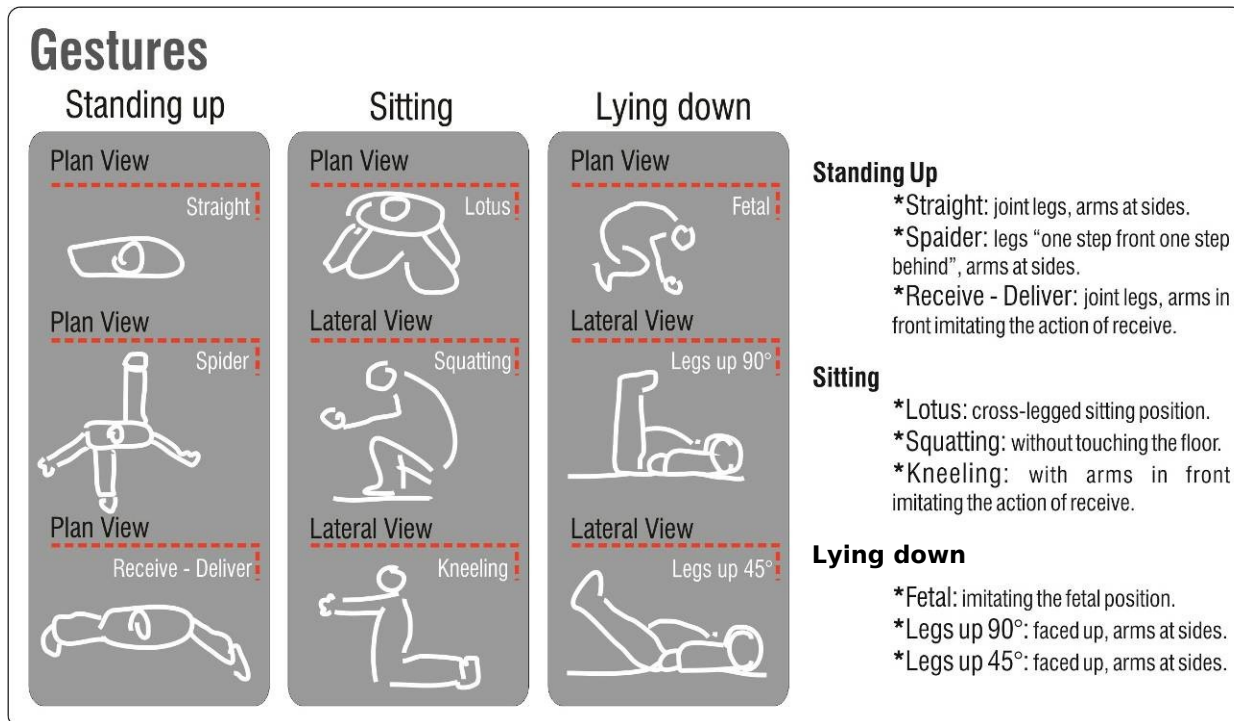 Gestures
Standing up
Plan View
Straight
Plan View
Spider
Plan View
Receive - Deliver
Sitting
Plan View
Lotus
Lateral View
Squatting
Lateral View
Kneeling
Lying down
Plan View
Fetal
Lateral View
Legs up 90°
Lateral View
Legs up 45°
Standing Up
*Straight: joint legs, arms at sides.
*Spaider: legs “one step front one step
behind”, arms at sides.
*Receive - Deliver: joint legs, arms in
front imitating the action of receive.
Sitting
*Lotus: cross-legged sitting position.
*Squatting: without touching the floor.
*Kneeling: with arms in front
imitating the action of receive.
Lying down
*Fetal: imitating the fetal position.
*Legs up 90°: faced up, arms at sides.
*Legs up 45°: faced up, arms at sides.